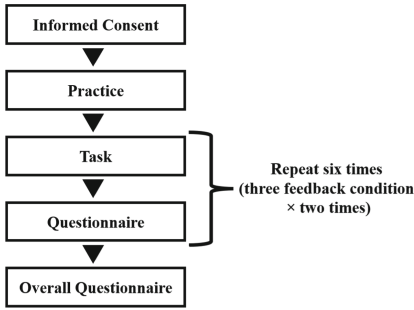 Informed Consent
Practice
Task
Questionnaire
Overall Questionnaire
Repeat six times
(three feedback condition
× two times)